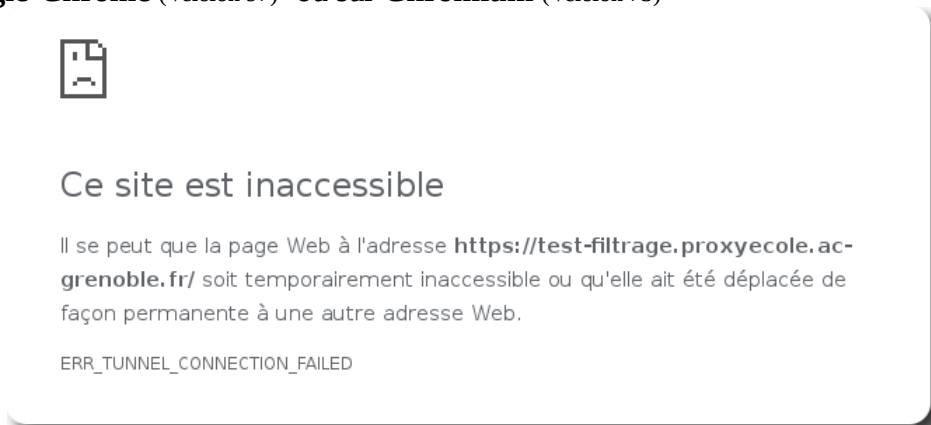 Ce site est inaccessible
Il se peut que la page Web à l'adresse https://test-filtrage.proxyecole.ac-
grenoble.fr/ soit temporairement inaccessible ou qu'elle ait été déplacée de
façon permanente à une autre adresse Web.
ERR_TUNNEL_CONNECTION_FAILED